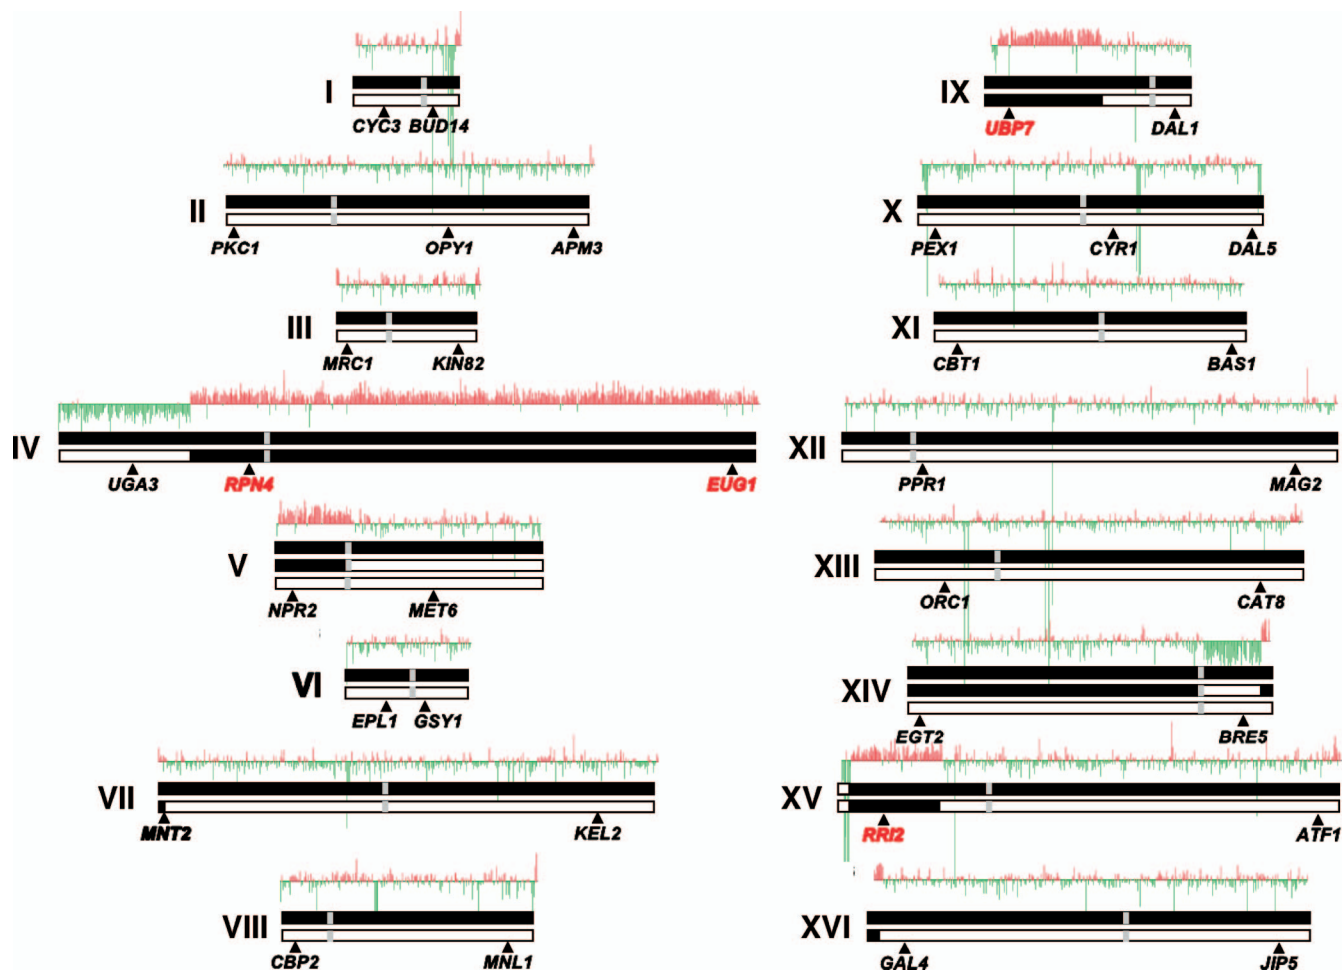 I
CYC3 BUD14
II
PKC1 OPY1 APM3
III
MRC1 KIN82
IV
UGA3 RPN4 EUG1
V
NPR2 MET6
VI
EPL1 GSY1
VII
MNT2 KEL2
VIII
CBP2 MNL1
IX
UBP7 DAL1
X
PEX1 CYR1 DAL5
XI
CBT1 BAS1
XII
PPR1 MAG2
XIII
ORC1 CAT8
XIV
EGT2 BRE5
XV
RRI2 ATF1
XVI
GAL4 JIP5